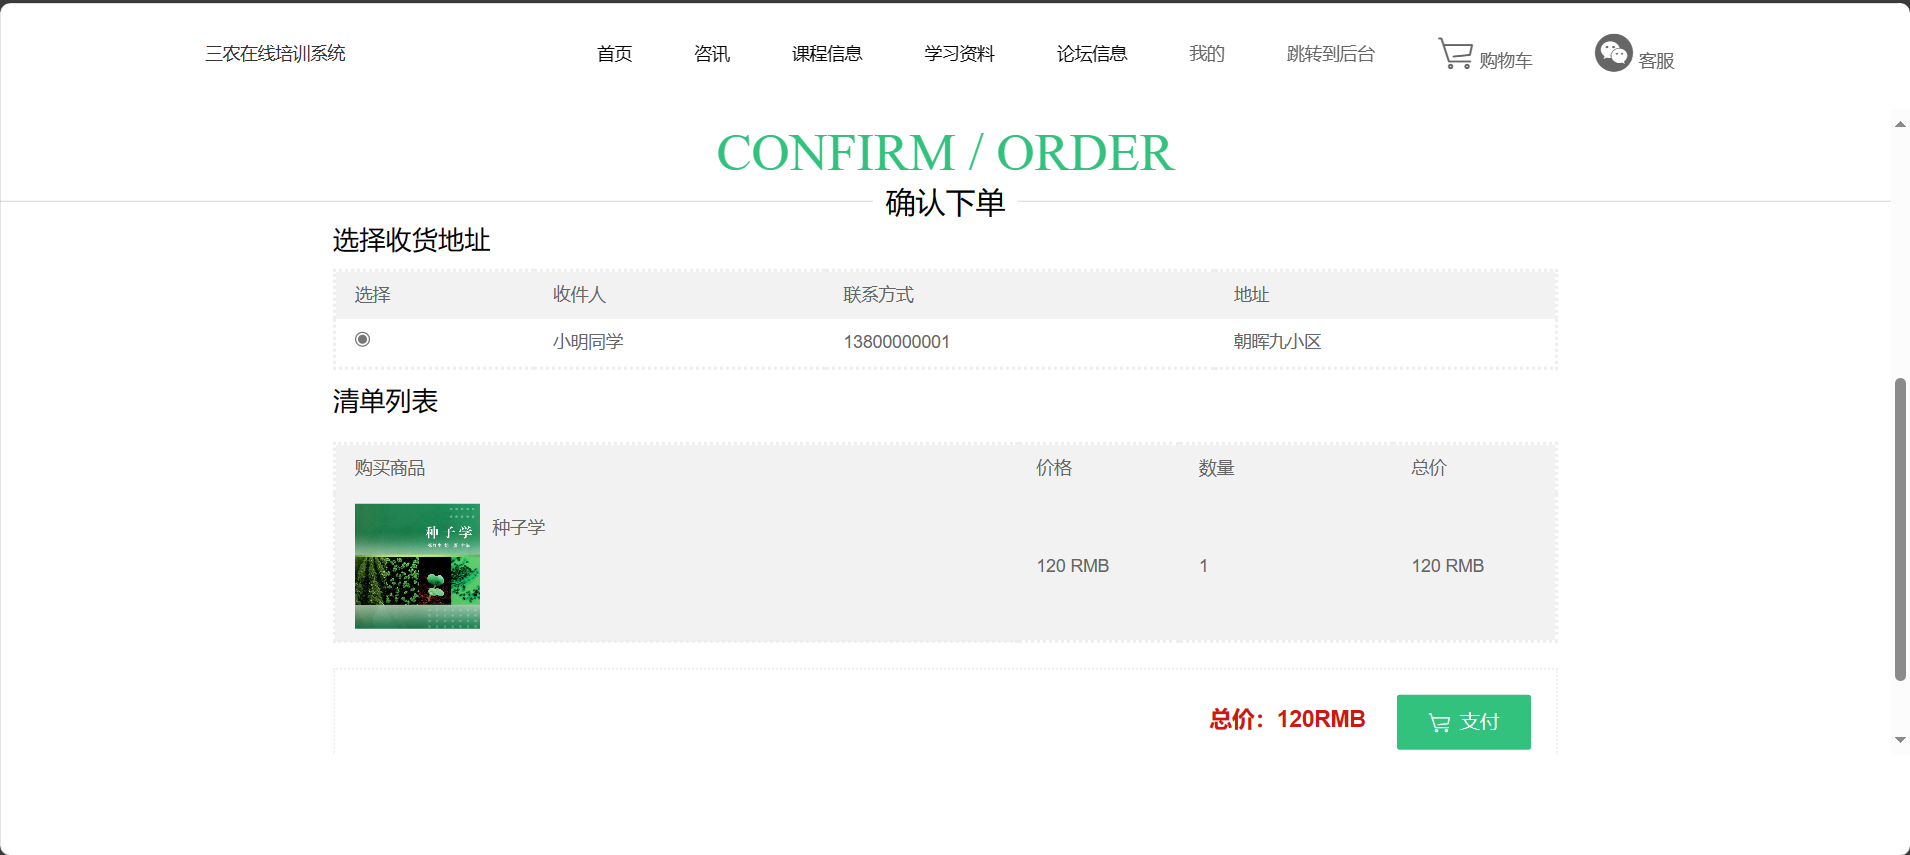 三农在线培训系统 首页 咨讯 课程信息 学习资料 论坛信息 我的 跳转到后台 购物车 客服
CONFIRM / ORDER
确认下单
选择收货地址
选择 收件人 联系方式 地址
小明同学 13800000001 朝晖九小区
清单列表
购买商品 价格 数量 总价
种子学
种子学
120 RMB 1 120 RMB
总价：120RMB 支付